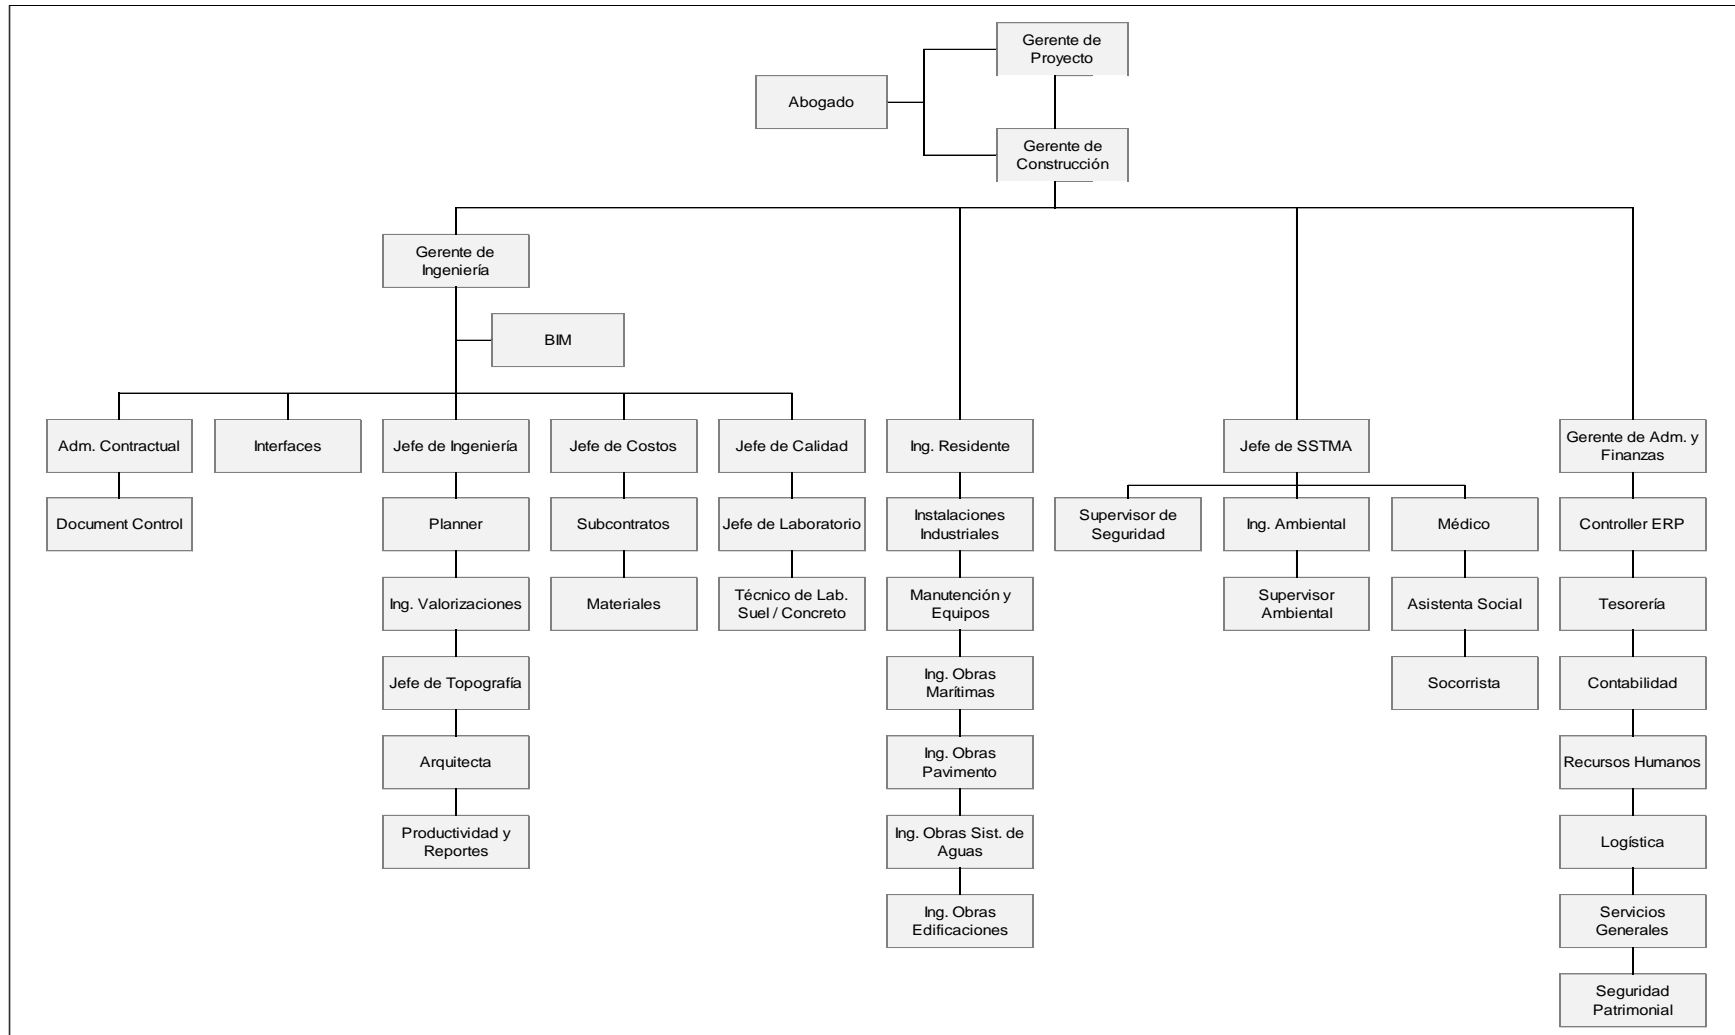 Gerente de
Proyecto
Abogado
Gerente de
Construcción
Gerente de
Ingeniería
BIM
Adm. Contractual
Interfaces
Jefe de Ingeniería
Jefe de Costos
Jefe de Calidad
Ing. Residente
Jefe de SSTMA
Gerente de Adm. y
Finanzas
Document Control
Planner
Subcontratos
Jefe de Laboratorio
Instalaciones
Industriales
Supervisor de
Seguridad
Ing. Ambiental
Médico
Controller ERP
Ing. Valorizaciones
Materiales
Técnico de Lab.
Suel / Concreto
Manutención y
Equipos
Supervisor
Ambiental
Asistenta Social
Tesorería
Jefe de Topografía
Ing. Obras
Marítimas
Socorrista
Contabilidad
Arquitecta
Ing. Obras
Pavimento
Recursos Humanos
Productividad y
Reportes
Ing. Obras Sist. de
Aguas
Logística
Ing. Obras
Edificaciones
Servicios
Generales
Seguridad
Patrimonial